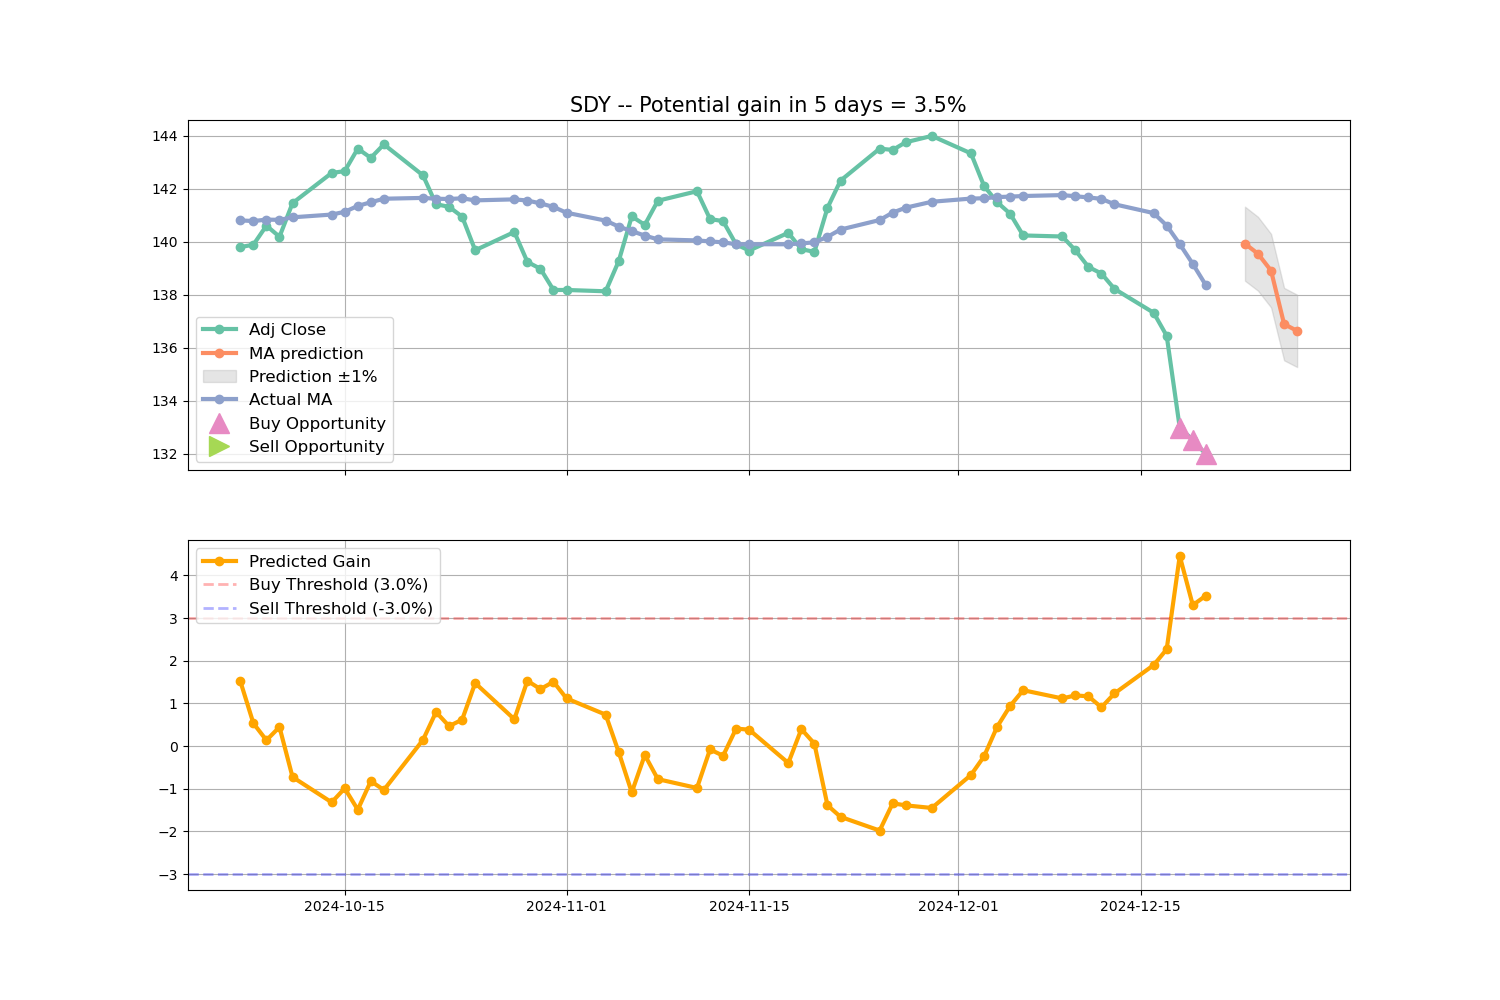 SDY -- Potential gain in 5 days = 3.5%
144
142
140
138
136
134
132
Adj Close
MA prediction
Prediction ±1%
Actual MA
Buy Opportunity
Sell Opportunity
4
3
2
1
0
−1
−2
−3
Predicted Gain
Buy Threshold (3.0%)
Sell Threshold (-3.0%)
2024-10-15
2024-11-01
2024-11-15
2024-12-01
2024-12-15